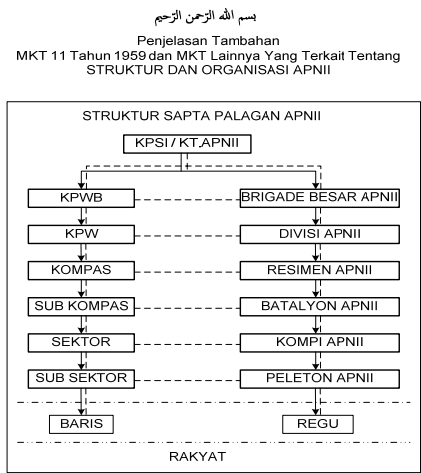 بسم الله الرحمن الرحيم
Penjelasan Tambahan
MKT 11 Tahun 1959 dan MKT Lainnya Yang Terkait Tentang
STRUKTUR DAN ORGANISASI APNII
STRUKTUR SAPTA PALAGAN APNII
KPSI / KT.APNII
KPWB
BRIGADE BESAR APNII
KPW
DIVISI APNII
KOMPAS
RESIMEN APNII
SUB KOMPAS
BATALYON APNII
SEKTOR
KOMPI APNII
SUB SEKTOR
PELETON APNII
BARIS
REGU
RAKYAT